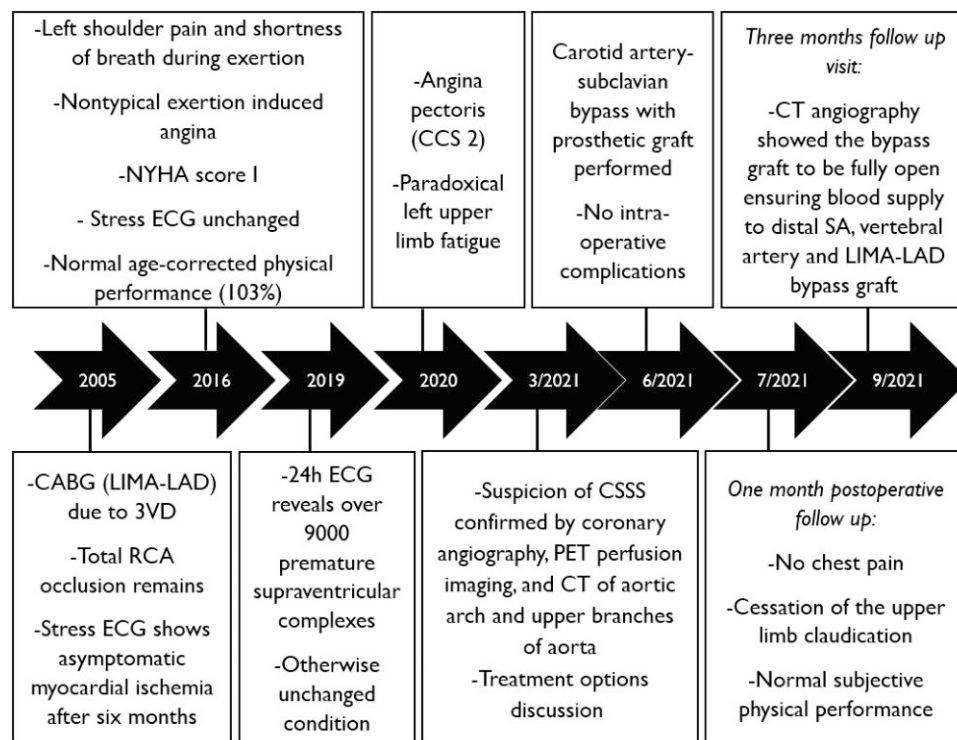 -Left shoulder pain and shortness
of breath during exertion
-Nontypical exertion induced
angina
-NYHA score I
- Stress ECG unchanged
-Normal age-corrected physical
performance (103%)
-Angina
pectoris
(CCS 2)
-Paradoxical
left upper
limb fatigue
Carotid artery-
subclavian
bypass with
prosthetic graft
performed
-No intra-
operative
complications
Three months follow up
visit:
-CT angiography
showed the bypass
graft to be fully open
ensuring blood supply
to distal SA, vertebral
artery and LIMA-LAD
bypass graft
2005
2016
2019
2020
3/2021
6/2021
7/2021
9/2021
-CABG (LIMA-LAD)
due to 3VD
-Total RCA
occlusion remains
-Stress ECG shows
asymptomatic
myocardial ischemia
after six months
-24h ECG
reveals over
9000
premature
supraventricular
complexes
-Otherwise
unchanged
condition
-Suspicion of CSSS
confirmed by coronary
angiography, PET perfusion
imaging, and CT of aortic
arch and upper branches
of aorta
-Treatment options
discussion
One month postoperative
follow up:
-No chest pain
-Cessation of the upper
limb claudication
-Normal subjective
physical performance